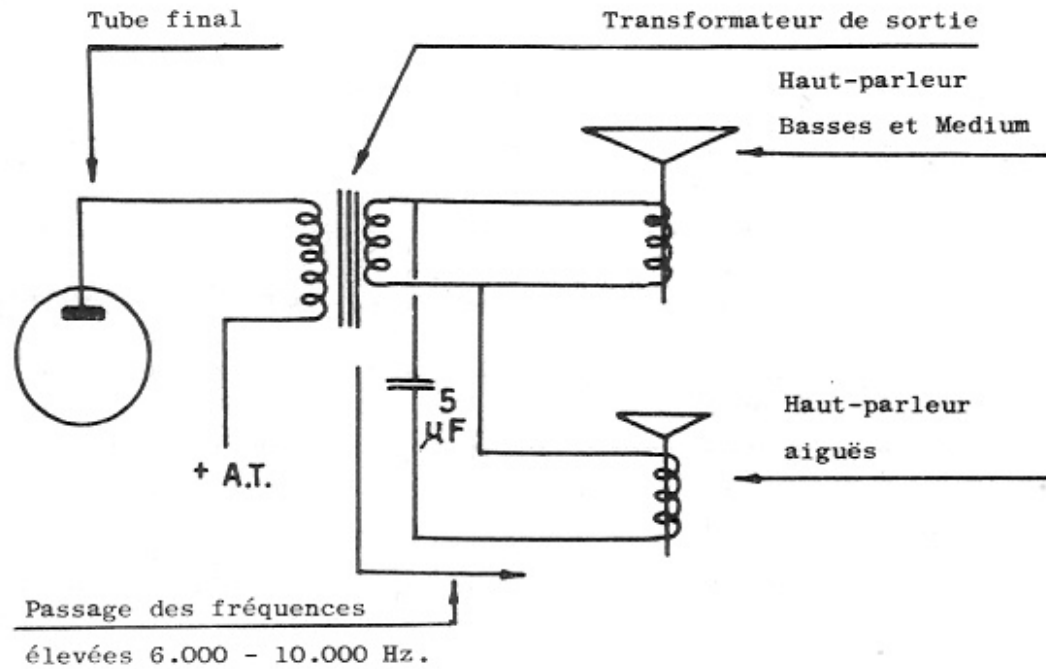 Tube final
Transformateur de sortie
Haut-parleur
Basses et Medium
5
µF
+ A.T.
Haut-parleur
aiguës
Passage des fréquences
élevées 6.000 - 10.000 Hz.